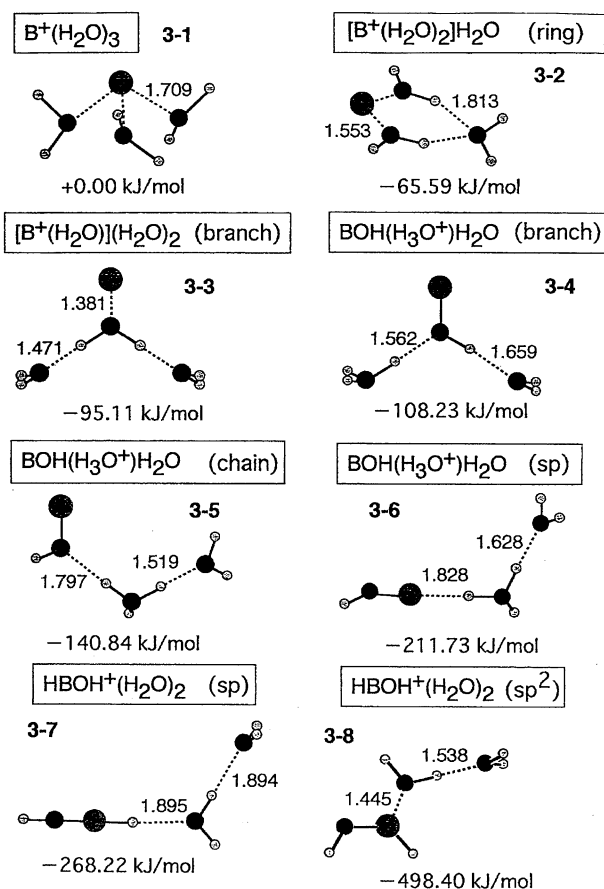 B⁺(H₂O)₃ 3-1
1.709
+0.00 kJ/mol
[B⁺(H₂O)₂]H₂O (ring)
3-2
1.813
1.553
−65.59 kJ/mol
[B⁺(H₂O)](H₂O)₂ (branch)
3-3
1.381
1.471
−95.11 kJ/mol
BOH(H₃O⁺)H₂O (branch)
3-4
1.562
1.659
−108.23 kJ/mol
BOH(H₃O⁺)H₂O (chain)
3-5
1.519
1.797
−140.84 kJ/mol
BOH(H₃O⁺)H₂O (sp)
3-6
1.628
1.828
−211.73 kJ/mol
HBOH⁺(H₂O)₂ (sp)
3-7
1.894
1.895
−268.22 kJ/mol
HBOH⁺(H₂O)₂ (sp²)
3-8
1.538
1.445
−498.40 kJ/mol